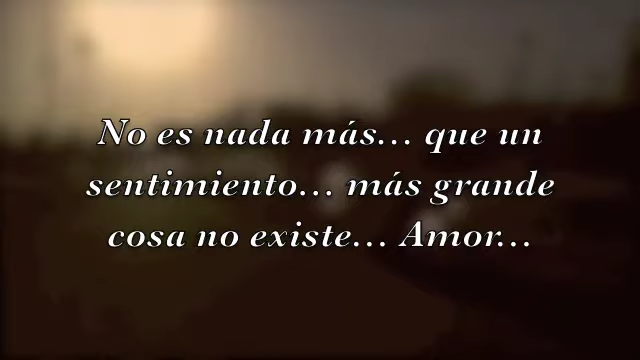 No es nada más... que un
sentimiento... más grande
cosa no existe... Amor...